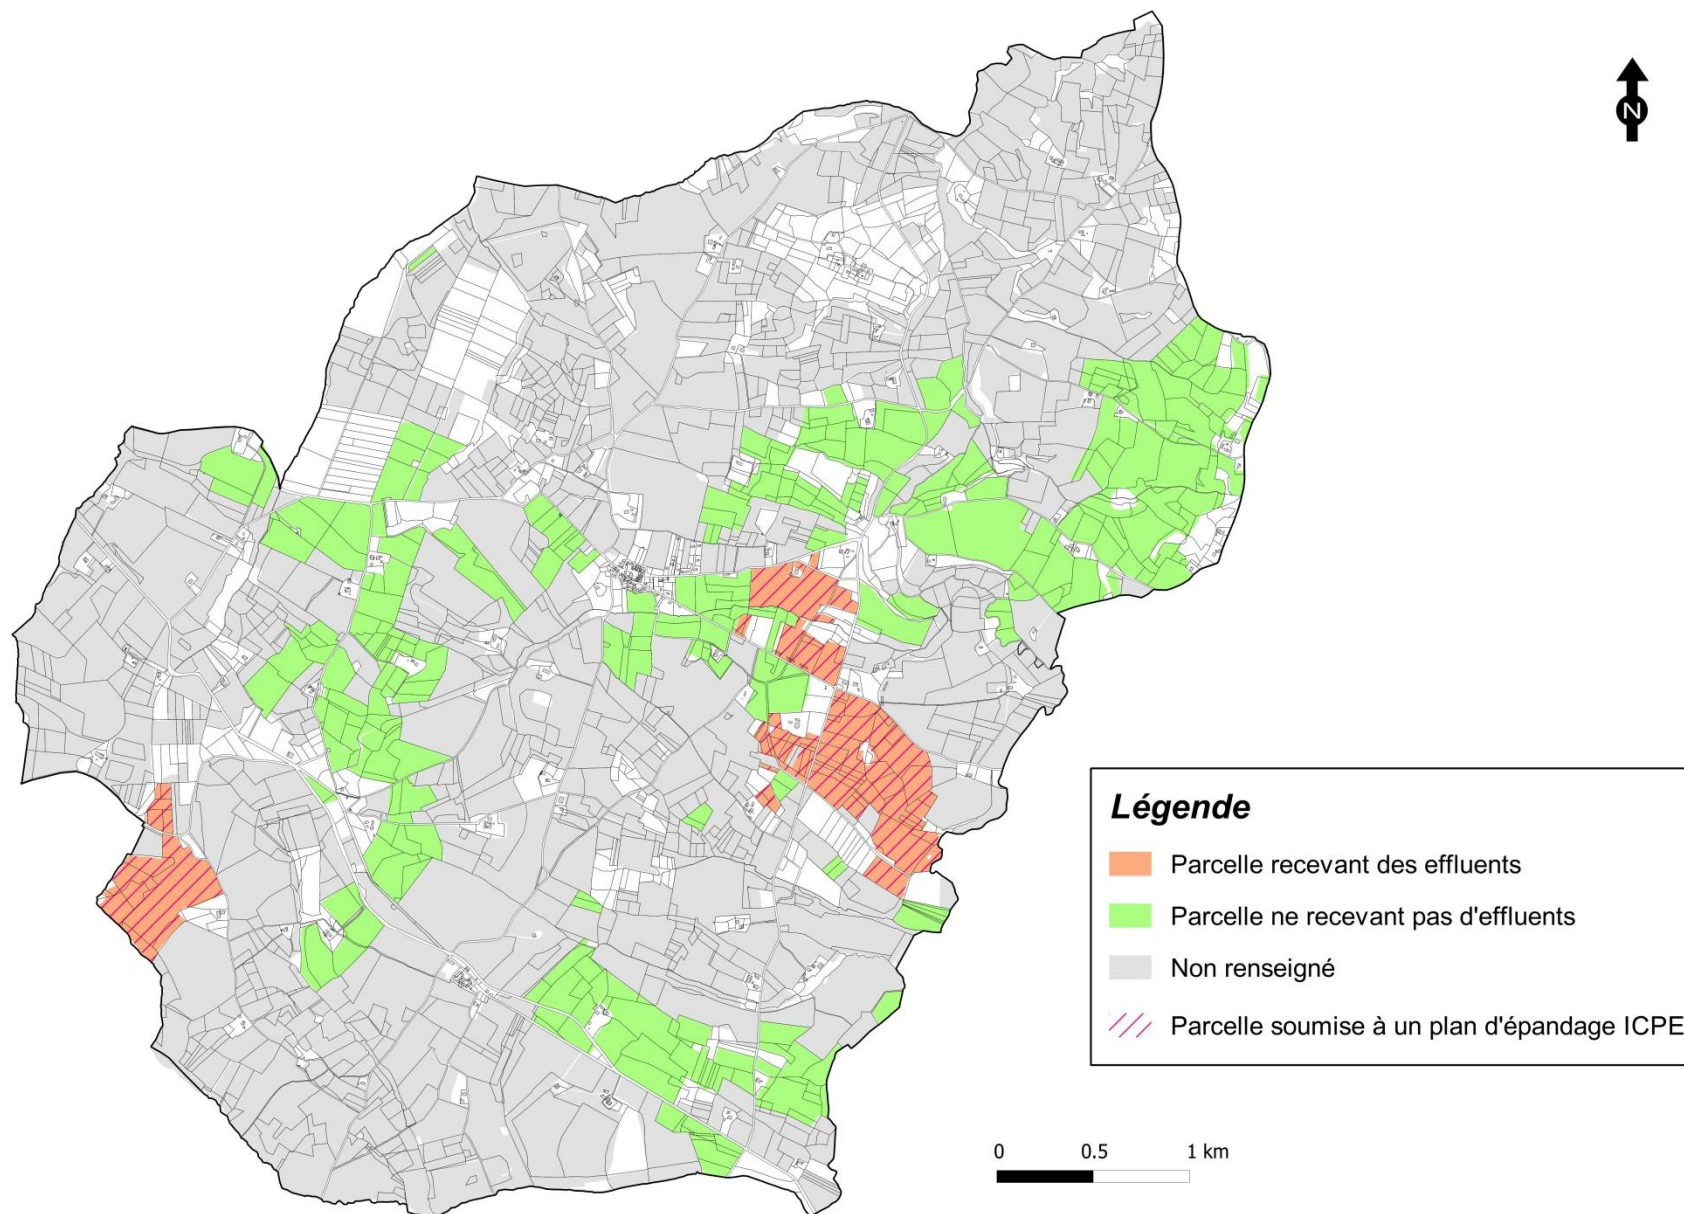 N
Légende
Parcelle recevant des effluents
Parcelle ne recevant pas d'effluents
Non renseigné
Parcelle soumise à un plan d'épandage ICPE
0 0.5 1 km